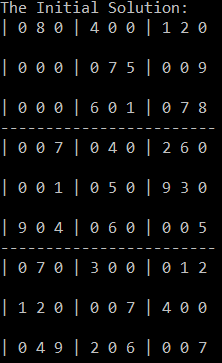 The Initial Solution:
| 0 8 0 | 4 0 0 | 1 2 0
| 0 0 0 | 0 7 5 | 0 0 9
| 0 0 0 | 6 0 1 | 0 7 8
------------------------
| 0 0 7 | 0 4 0 | 2 6 0
| 0 0 1 | 0 5 0 | 9 3 0
| 9 0 4 | 0 6 0 | 0 0 5
------------------------
| 0 7 0 | 3 0 0 | 0 1 2
| 1 2 0 | 0 0 7 | 4 0 0
| 0 4 9 | 2 0 6 | 0 0 7